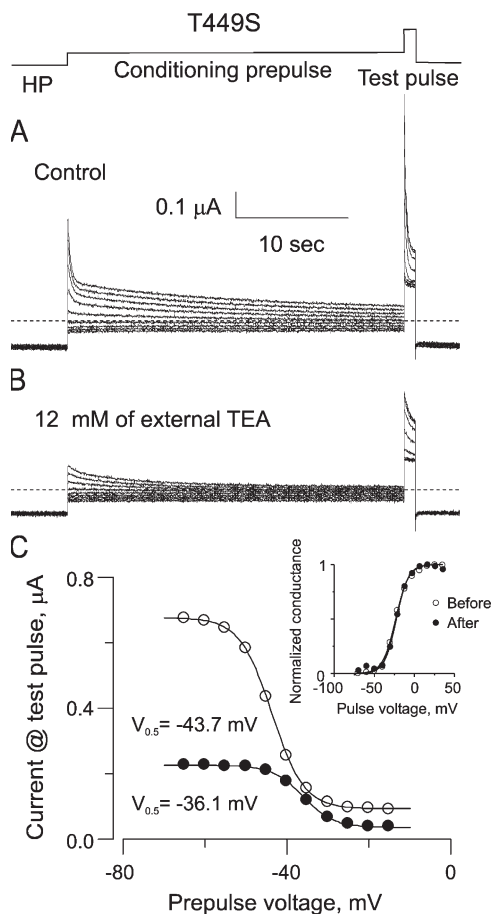 T449S
HP
Conditioning prepulse
Test pulse
A
Control
0.1 μA
10 sec
B
12 mM of external TEA
C
Current @ test pulse, μA
0.8
0.4
0.0
V0.5= -43.7 mV
V0.5= -36.1 mV
-80
-40
0
Prepulse voltage, mV
Normalized conductance
1
0
-100
-50
0
50
Pulse voltage, mV
Before
After